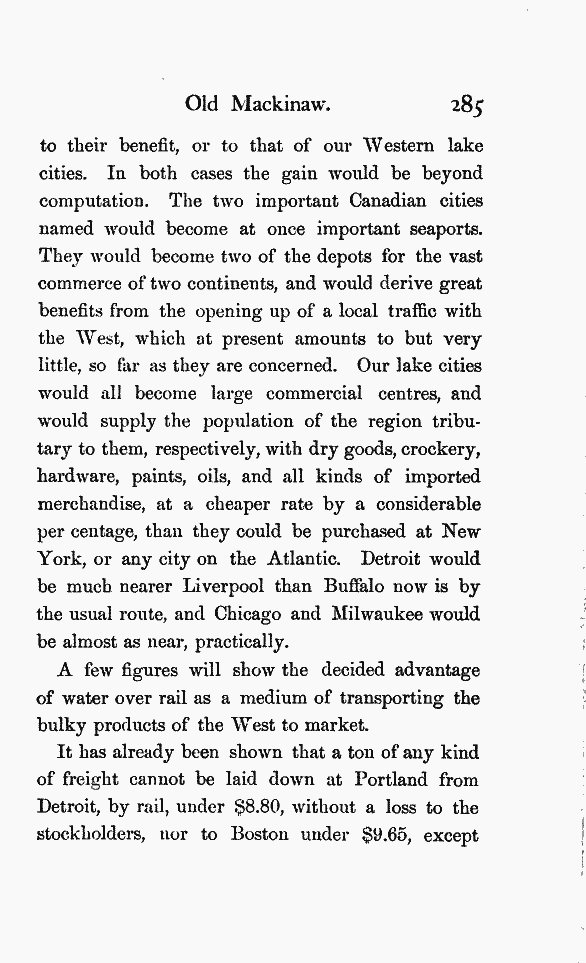 Old Mackinaw. 285
to their benefit, or to that of our Western lake
cities. In both cases the gain would be beyond
computation. The two important Canadian cities
named would become at once important seaports.
They would become two of the depots for the vast
commerce of two continents, and would derive great
benefits from the opening up of a local traffic with
the West, which at present amounts to but very
little, so far as they are concerned. Our lake cities
would all become large commercial centres, and
would supply the population of the region tribu-
tary to them, respectively, with dry goods, crockery,
hardware, paints, oils, and all kinds of imported
merchandise, at a cheaper rate by a considerable
per centage, than they could be purchased at New
York, or any city on the Atlantic. Detroit would
be much nearer Liverpool than Buffalo now is by
the usual route, and Chicago and Milwaukee would
be almost as near, practically.
A few figures will show the decided advantage
of water over rail as a medium of transporting the
bulky products of the West to market.
It has already been shown that a ton of any kind
of freight cannot be laid down at Portland from
Detroit, by rail, under $8.80, without a loss to the
stockholders, nor to Boston under $9.65, except